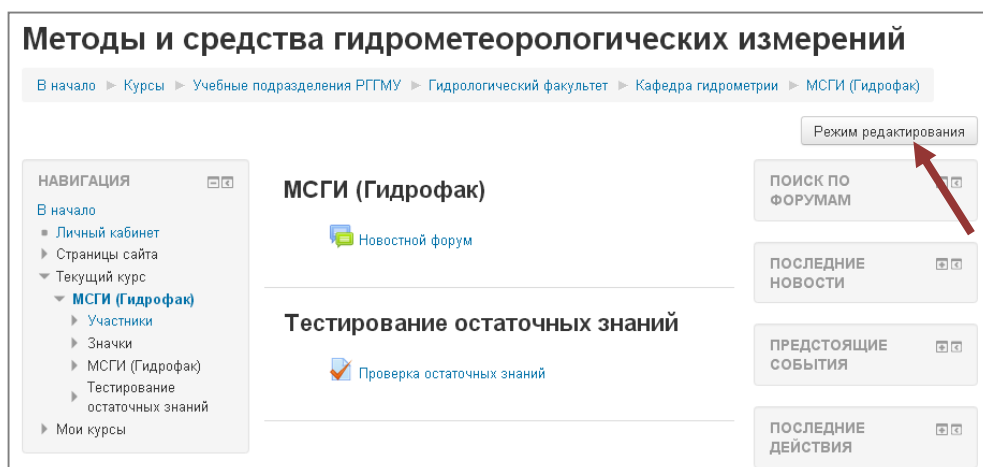 Методы и средства гидрометеорологических измерений
В начало ► Курсы ► Учебные подразделения РГГМУ ► Гидрологический факультет ► Кафедра гидрометрии ► МСГИ (Гидрофак)
Режим редактирования
НАВИГАЦИЯ
В начало
Личный кабинет
Страницы сайта
Текущий курс
МСГИ (Гидрофак)
Участники
Значки
МСГИ (Гидрофак)
Тестирование
остаточных знаний
Мои курсы
МСГИ (Гидрофак)
Новостной форум
Тестирование остаточных знаний
Проверка остаточных знаний
ПОИСК ПО
ФОРУМАМ
ПОСЛЕДНИЕ
НОВОСТИ
ПРЕДСТОЯЩИЕ
СОБЫТИЯ
ПОСЛЕДНИЕ
ДЕЙСТВИЯ